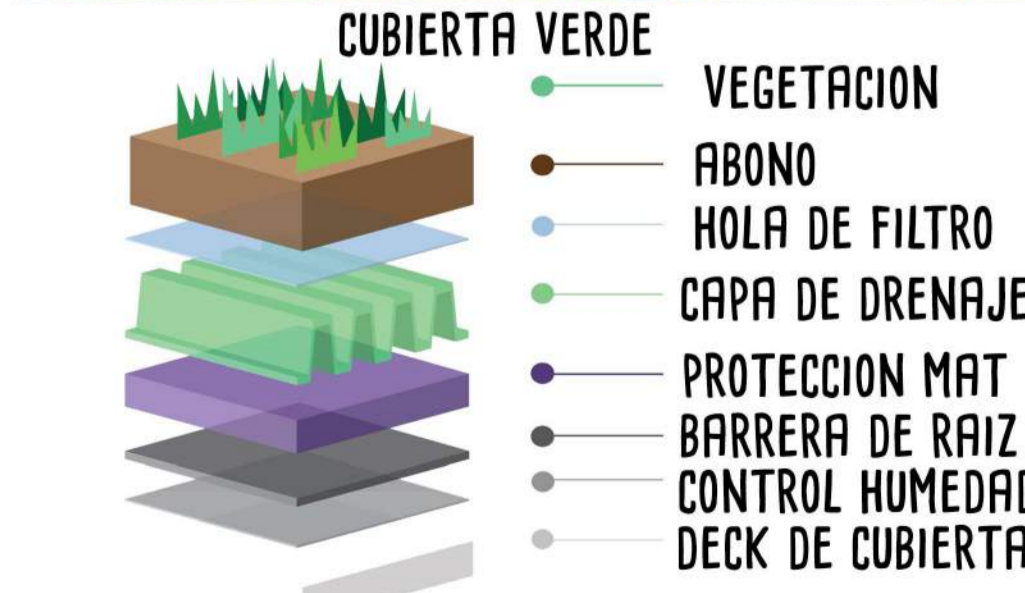 CUBIERTA VERDE
VEGETACION
ABONO
HOLA DE FILTRO
CAPA DE DRENAJE
PROTECCION MAT
BARRERA DE RAIZ
CONTROL HUMEDAD
DECK DE CUBIERTA